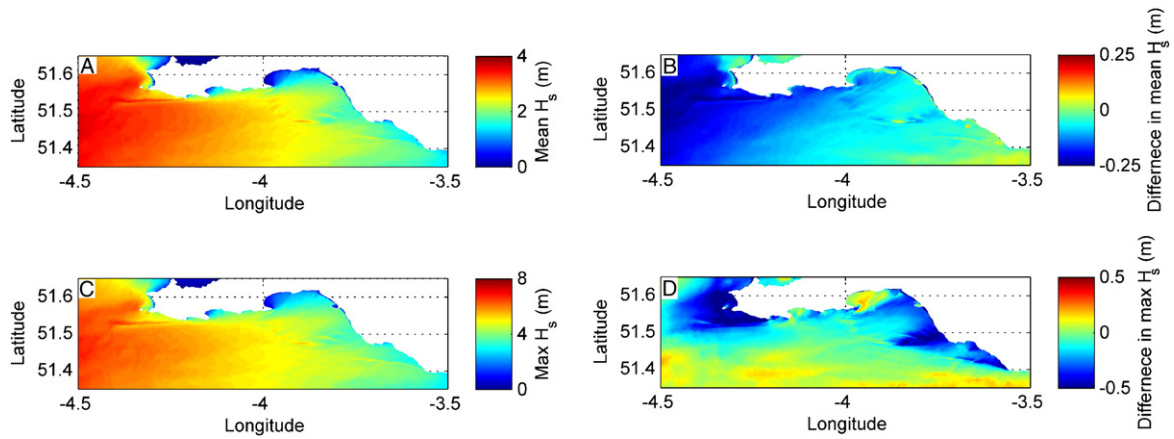 A
51.6
51.5
51.4
Latitude
-4.5
-4
-3.5
Longitude
4
2
0
Mean Hs (m)
B
51.6
51.5
51.4
Latitude
-4.5
-4
-3.5
Longitude
0.25
0
-0.25
Differnece in mean Hs (m)
C
51.6
51.5
51.4
Latitude
-4.5
-4
-3.5
Longitude
8
4
0
Max Hs (m)
D
51.6
51.5
51.4
Latitude
-4.5
-4
-3.5
Longitude
0.5
0
-0.5
Differnece in max Hs (m)